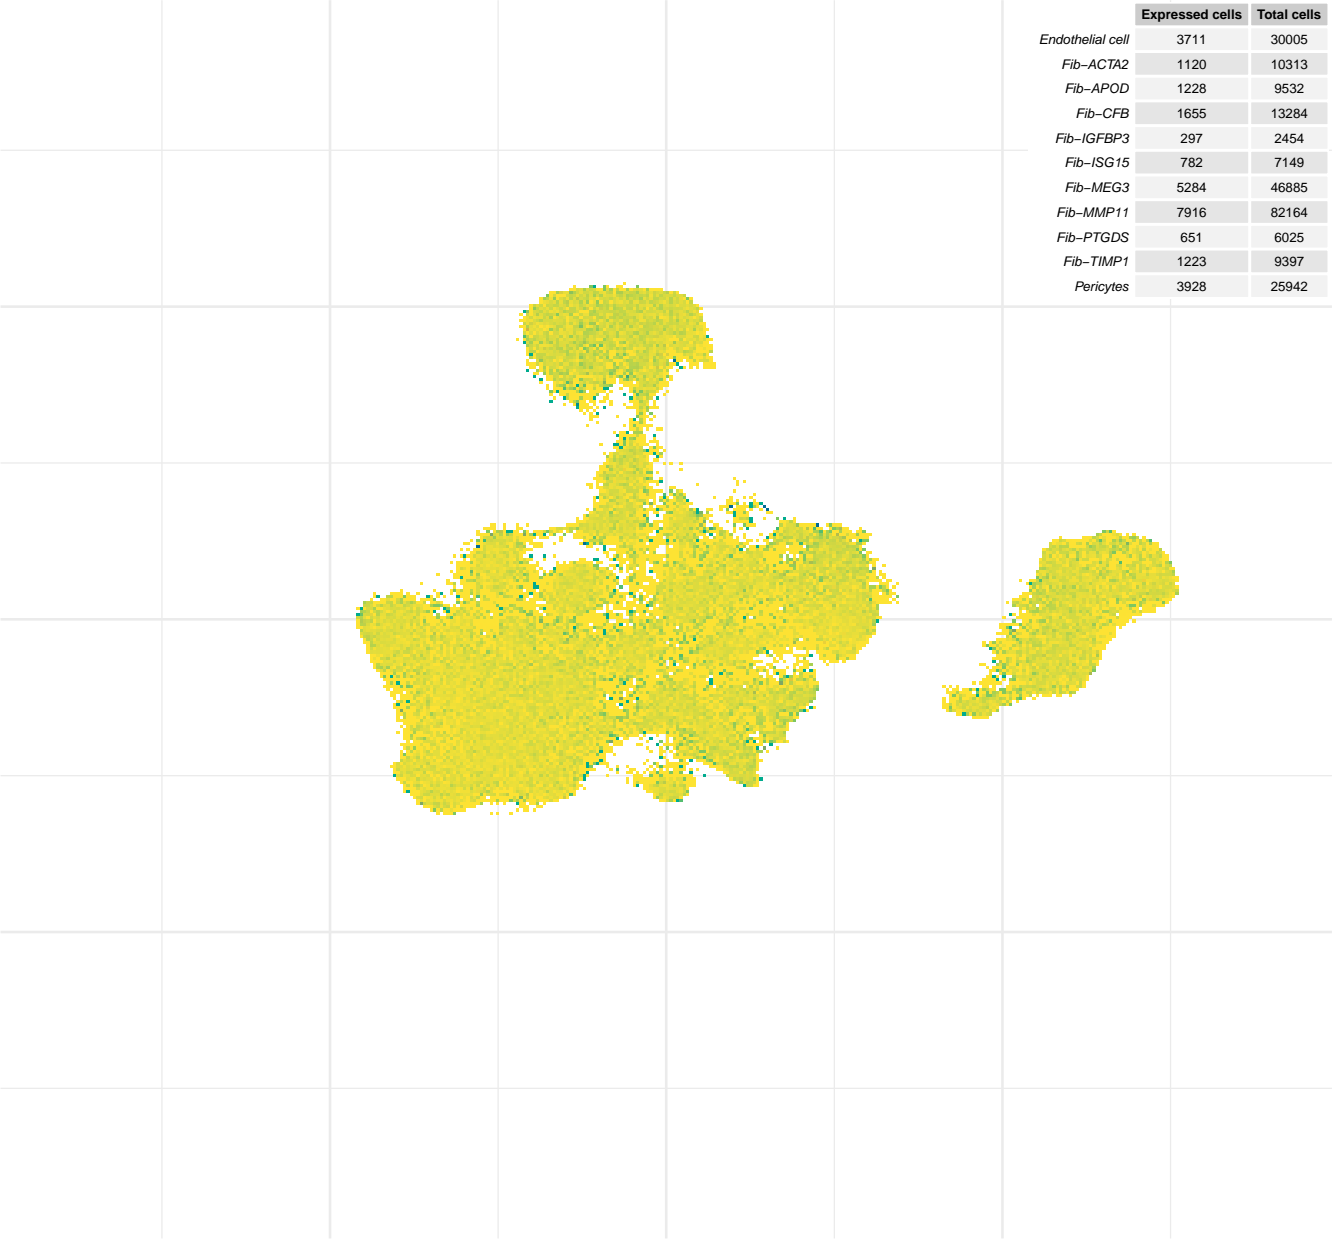 Expressed cells Total cells
Endothelial cell 3711 30005
Fib−ACTA2 1120 10313
Fib−APOD 1228 9532
Fib−CFB 1655 13284
Fib−IGFBP3 297 2454
Fib−ISG15 782 7149
Fib−MEG3 5284 46885
Fib−MMP11 7916 82164
Fib−PTGDS 651 6025
Fib−TIMP1 1223 9397
Pericytes 3928 25942